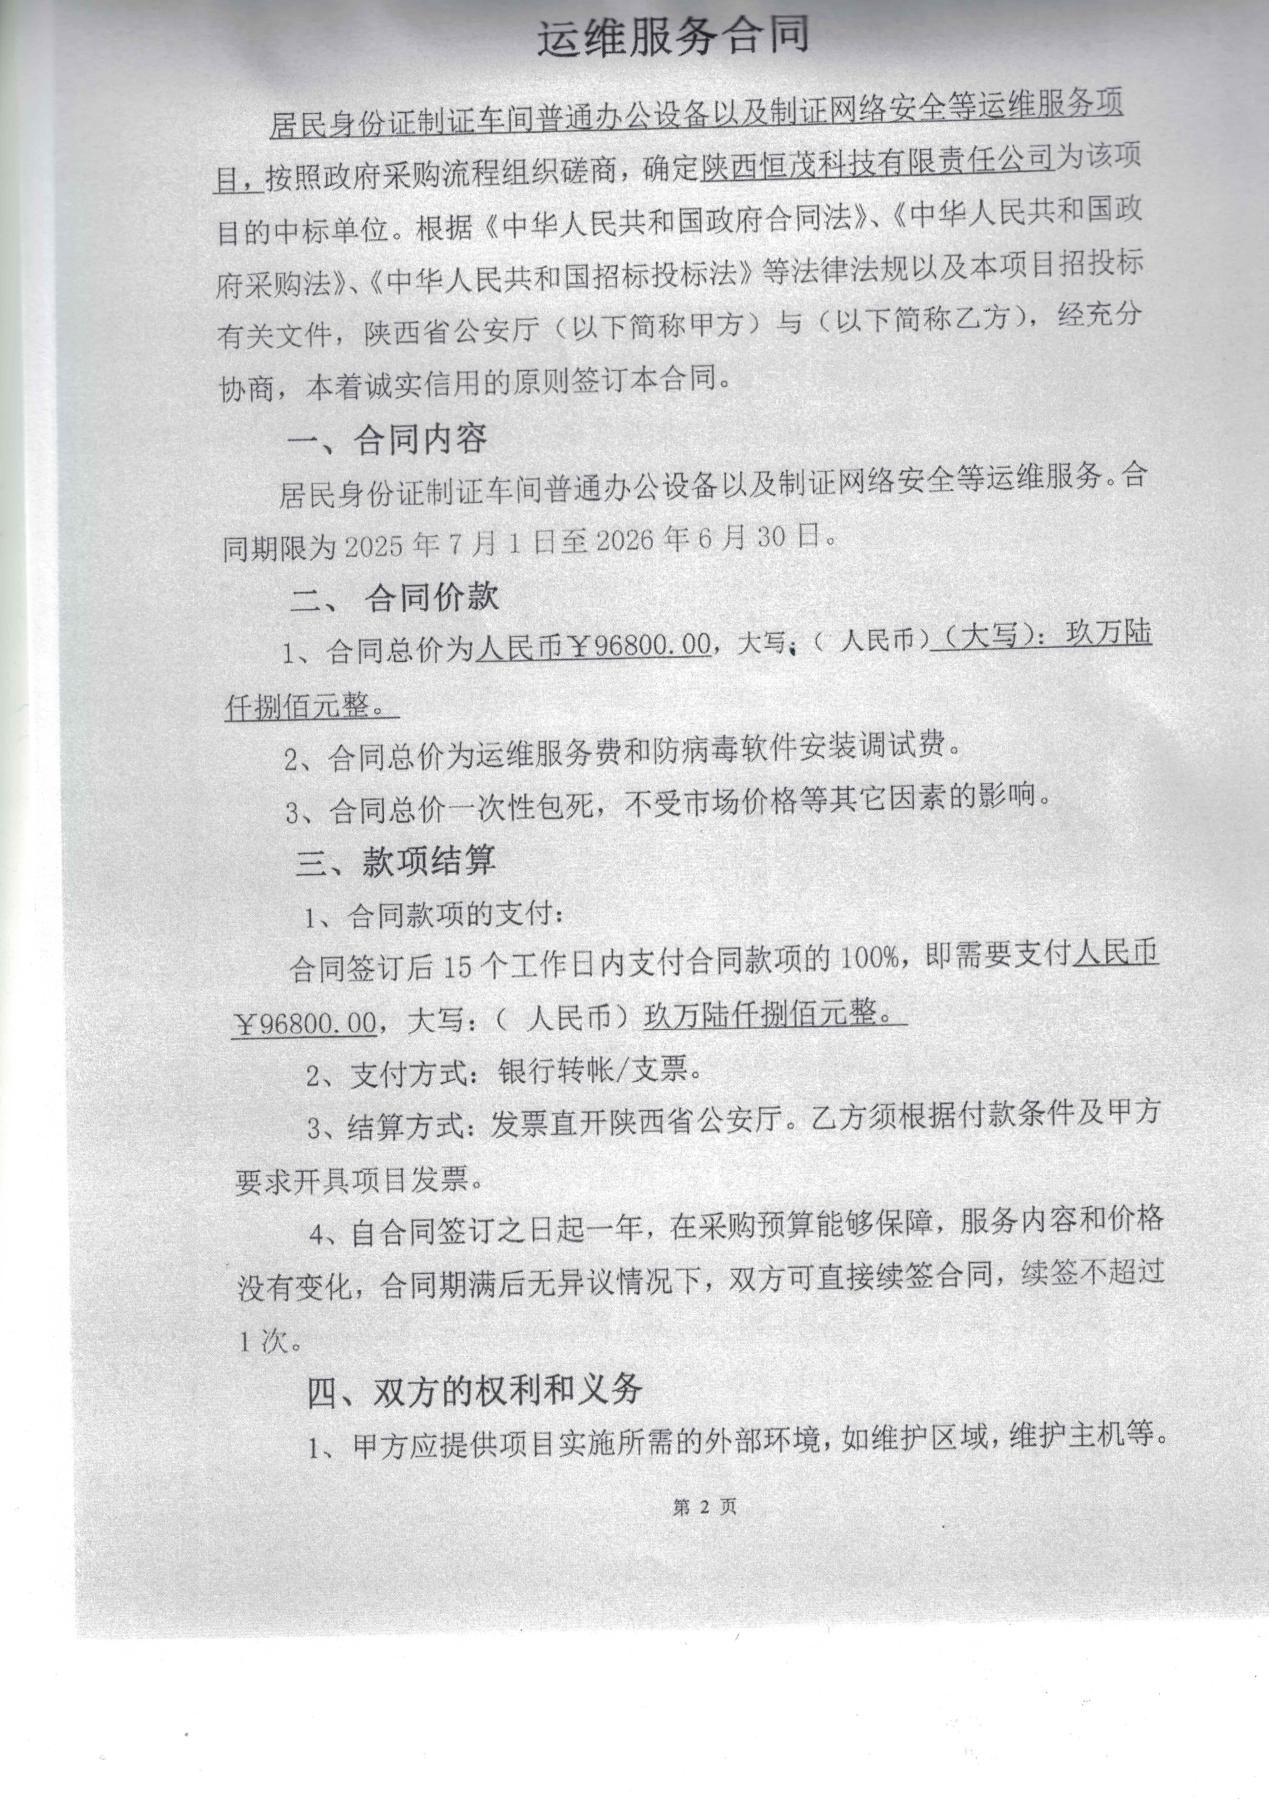 运维服务合同
居民身份证制证车间普通办公设备以及制证网络安全等运维服务项
目，按照政府采购流程组织磋商，确定陕西恒茂科技有限责任公司为该项
目的中标单位。根据《中华人民共和国政府合同法》、《中华人民共和国政
府采购法》、《中华人民共和国招标投标法》等法律法规以及本项目招投标
有关文件，陕西省公安厅（以下简称甲方）与（以下简称乙方），经充分
协商，本着诚实信用的原则签订本合同。
一、合同内容
居民身份证制证车间普通办公设备以及制证网络安全等运维服务。合
同期限为 2025 年 7 月 1 日至 2026 年 6 月 30 日。
二、 合同价款
1、合同总价为人民币￥96800.00，大写:（ 人民币）（大写）：玖万陆
仟捌佰元整。
2、合同总价为运维服务费和防病毒软件安装调试费。
3、合同总价一次性包死，不受市场价格等其它因素的影响。
三、款项结算
1、合同款项的支付：
合同签订后 15 个工作日内支付合同款项的 100%，即需要支付人民币
￥96800.00，大写：（ 人民币）玖万陆仟捌佰元整。
2、支付方式：银行转帐/支票。
3、结算方式：发票直开陕西省公安厅。乙方须根据付款条件及甲方
要求开具项目发票。
4、自合同签订之日起一年，在采购预算能够保障，服务内容和价格
没有变化，合同期满后无异议情况下，双方可直接续签合同，续签不超过
1 次。
四、双方的权利和义务
1、甲方应提供项目实施所需的外部环境，如维护区域，维护主机等。
第 2 页